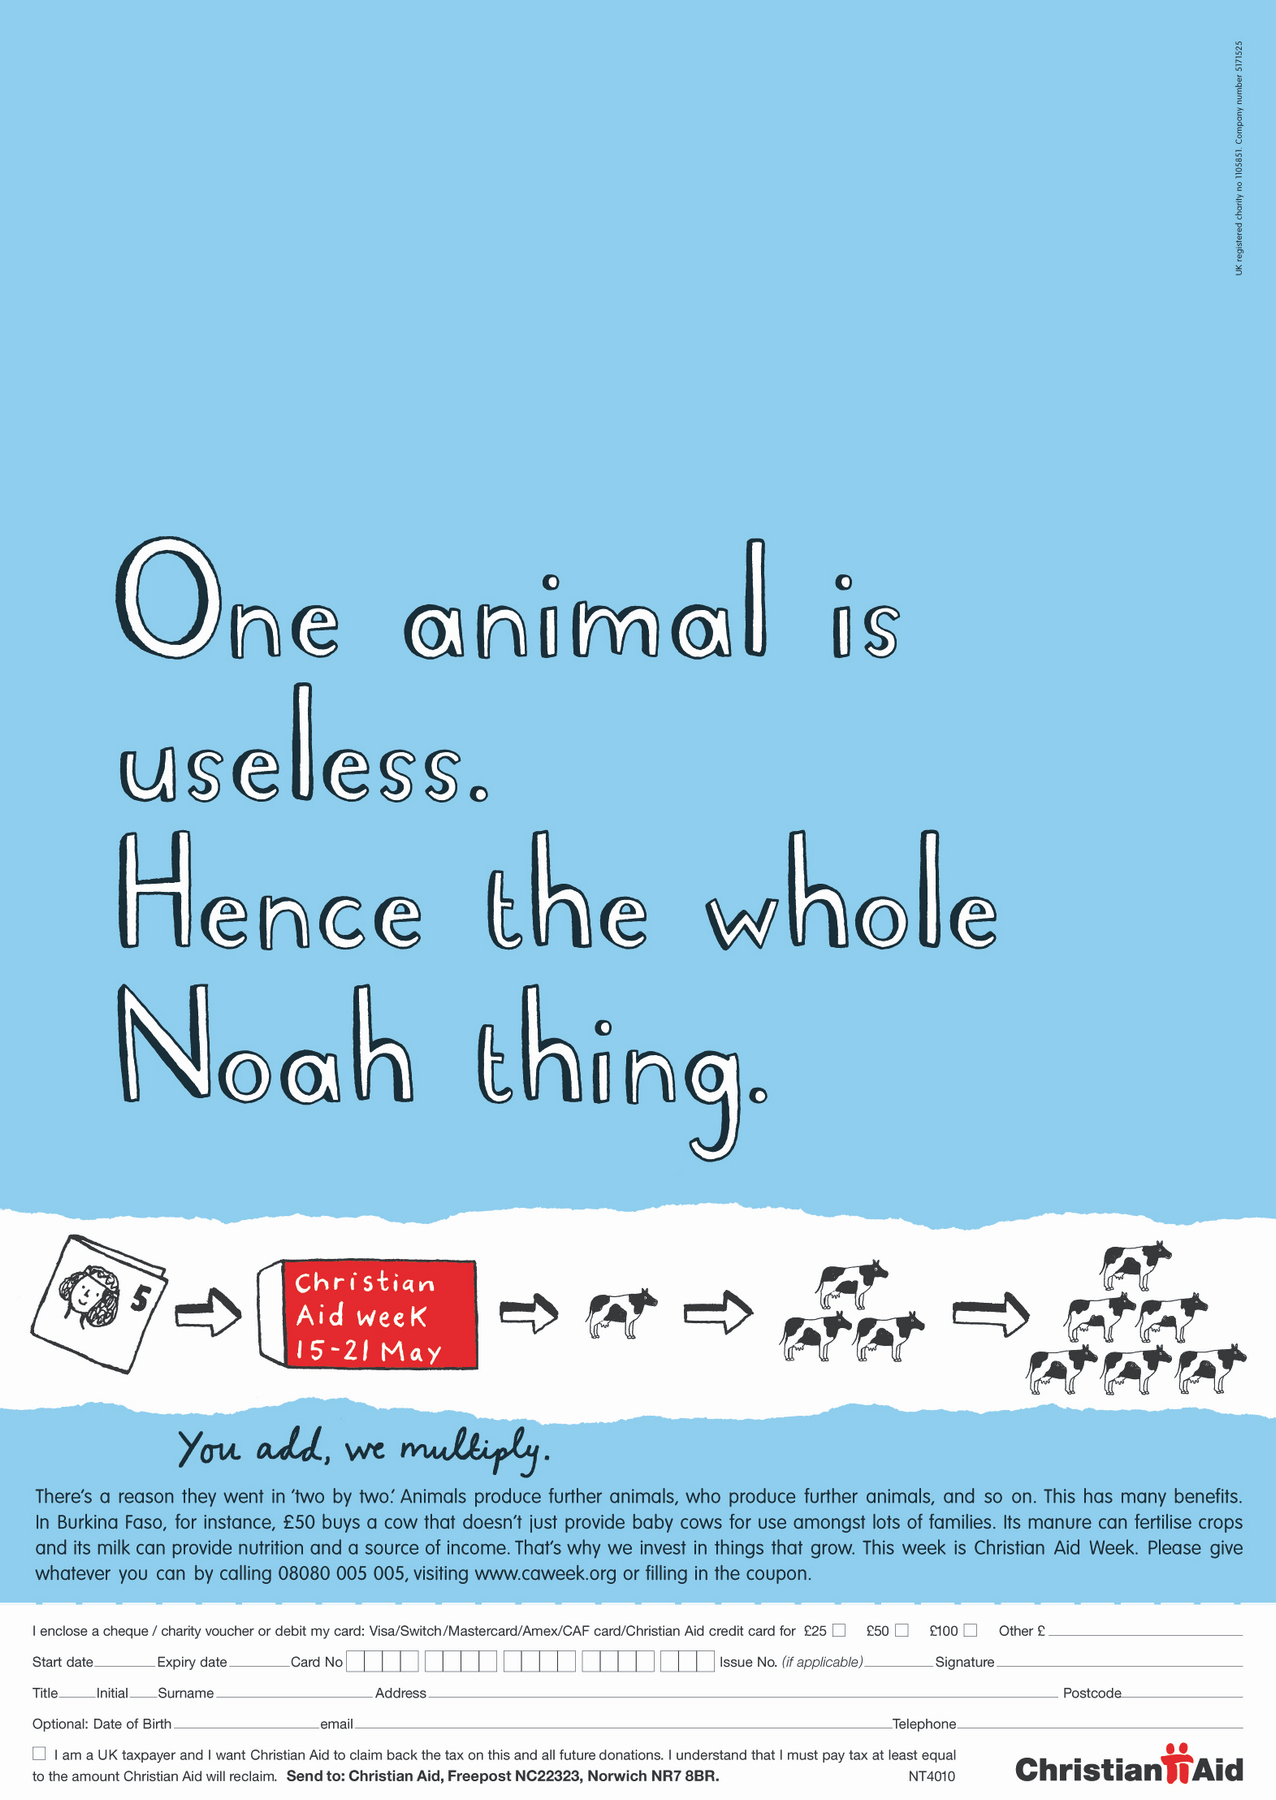 UK registered charity no 1105851. Company number 5171525
One animal is
useless.
Hence the whole
Noah thing.
5
Christian
Aid week
15-21 May
You add, we multiply.
There's a reason they went in 'two by two'. Animals produce further animals, who produce further animals, and so on. This has many benefits.
In Burkina Faso, for instance, £50 buys a cow that doesn't just provide baby cows for use amongst lots of families. Its manure can fertilise crops
and its milk can provide nutrition and a source of income. That's why we invest in things that grow. This week is Christian Aid Week. Please give
whatever you can by calling 08080 005 005, visiting www.caweek.org or filling in the coupon.
I enclose a cheque / charity voucher or debit my card: Visa/Switch/Mastercard/Amex/CAF card/Christian Aid credit card for £25 £50 £100 Other £
Start date Expiry date Card No Issue No. (if applicable) Signature
Title Initial Surname Address Postcode
Optional: Date of Birth email Telephone
I am a UK taxpayer and I want Christian Aid to claim back the tax on this and all future donations. I understand that I must pay tax at least equal
to the amount Christian Aid will reclaim. Send to: Christian Aid, Freepost NC22323, Norwich NR7 8BR. NT4010
Christian Aid